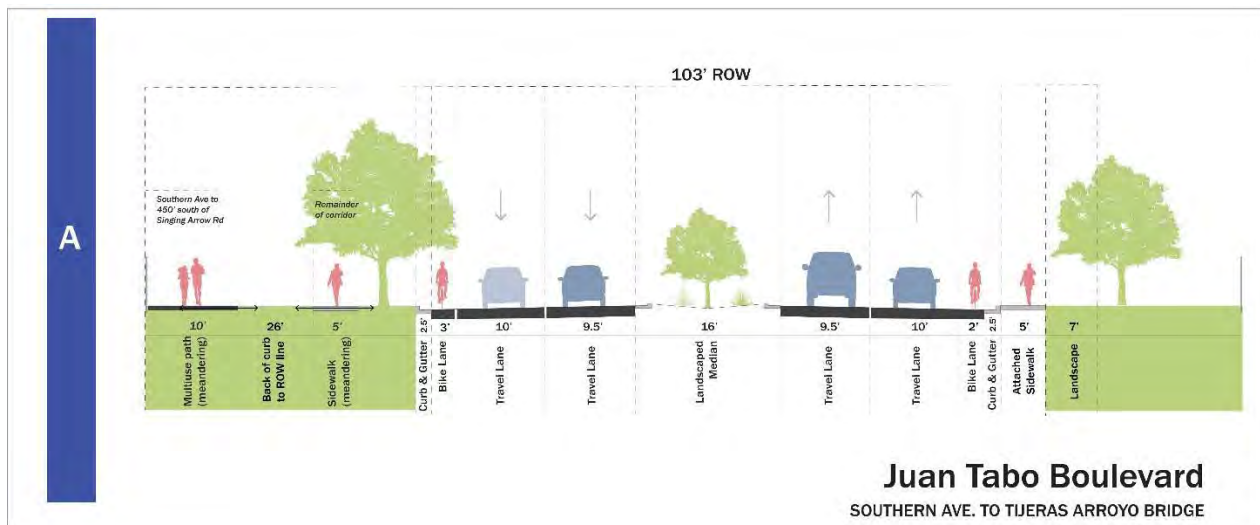 A
103' ROW
Southern Ave to
450' south of
Singing Arrow Rd
Remainder
of corridor
10'
26'
5'
2.5'
3'
10'
9.5'
16'
9.5'
10'
2'
2.5'
5'
7'
Multiuse path
(meandering)
Back of curb
to ROW line
Sidewalk
(meandering)
Curb & Gutter
Bike Lane
Travel Lane
Travel Lane
Landscaped
Median
Travel Lane
Travel Lane
Bike Lane
Curb & Gutter
Attached
Sidewalk
Landscape
Juan Tabo Boulevard
SOUTHERN AVE. TO TIJERAS ARROYO BRIDGE